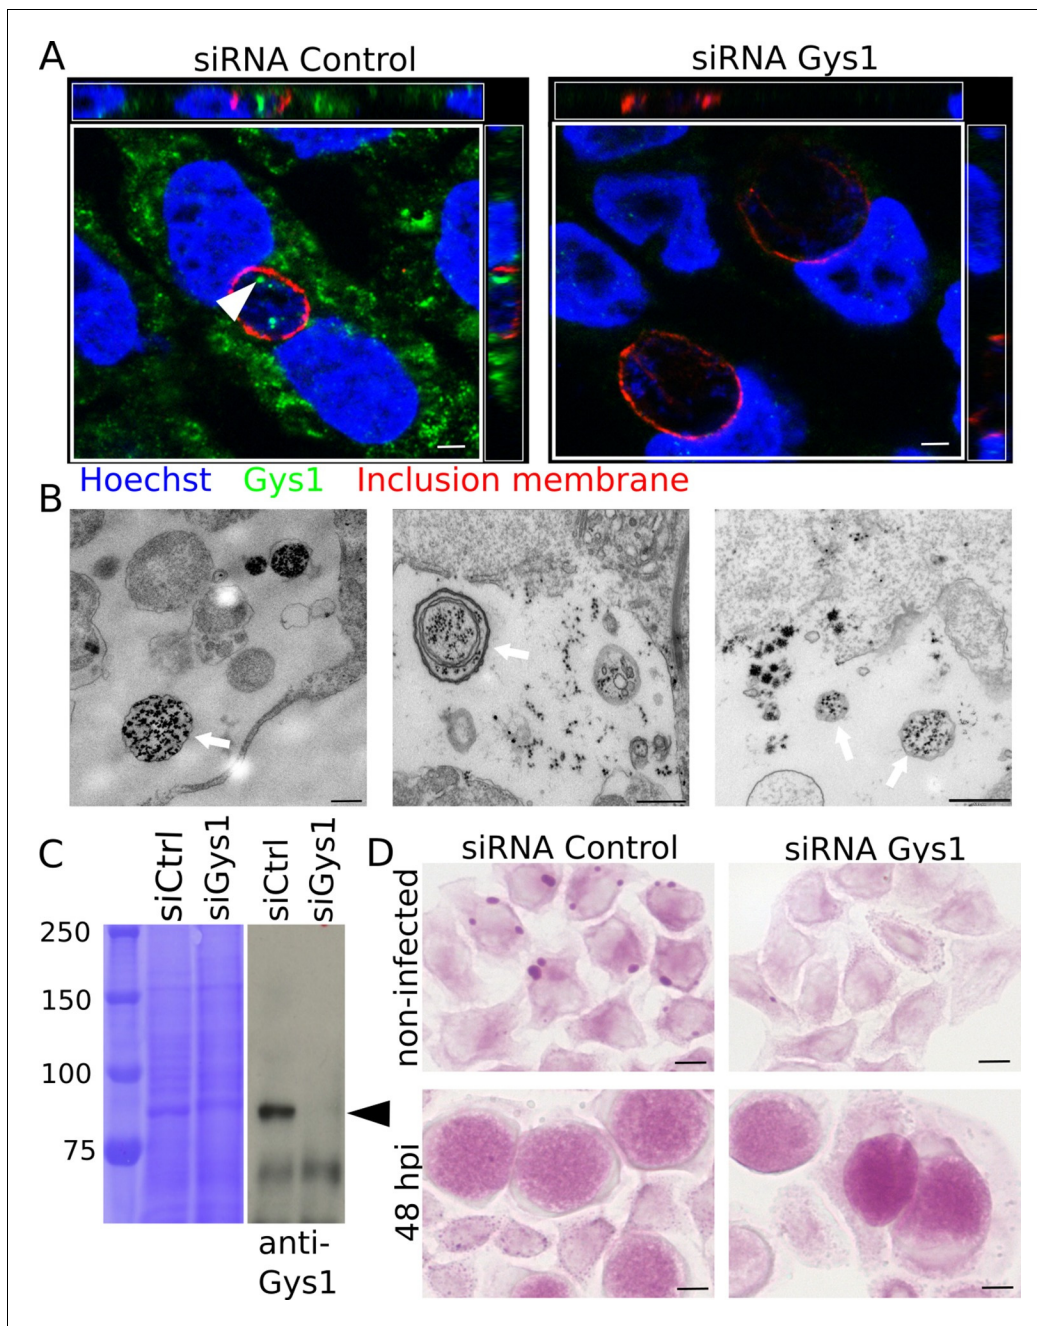 A
siRNA Control
siRNA Gys1
Hoechst Gys1 Inclusion membrane
B
C
siCtrl
siGys1
siCtrl
siGys1
250
150
100
75
anti-
Gys1
D
siRNA Control
siRNA Gys1
non-infected
48 hpi